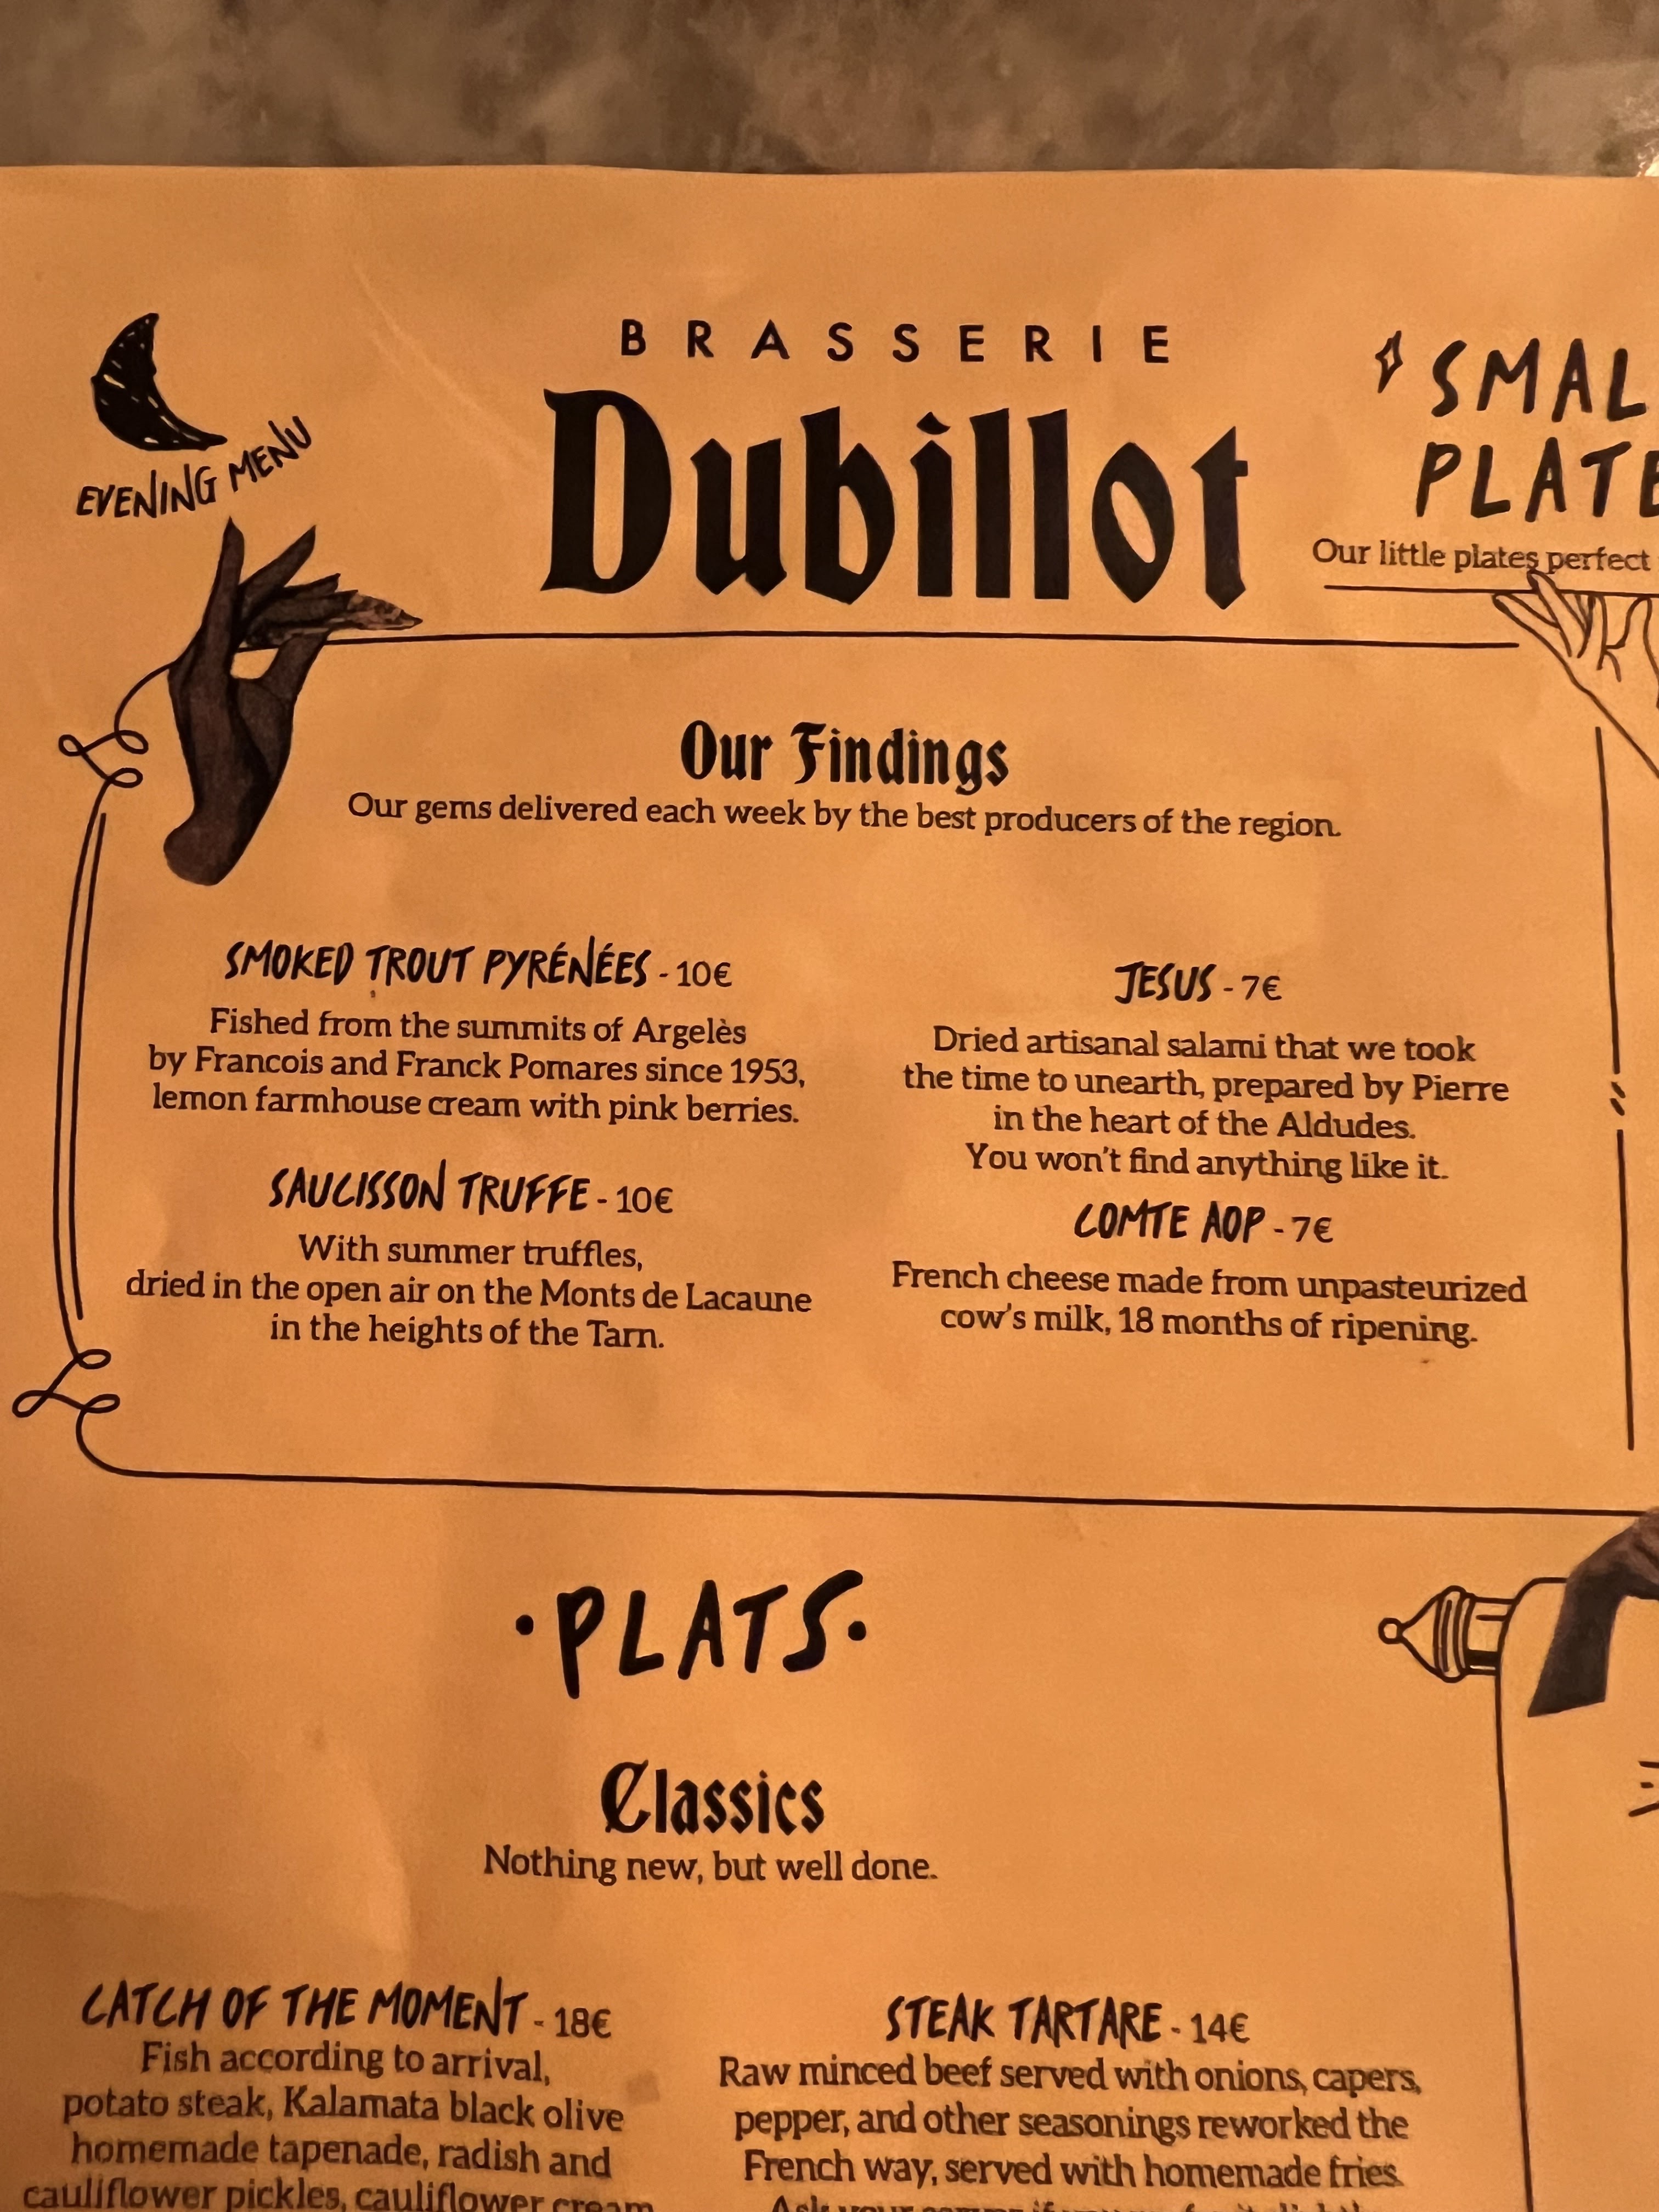 EVENING MENU
BRASSERIE
Dubillot
SMAL
PLATE
Our little plates perfect
Our Findings
Our gems delivered each week by the best producers of the region.
SMOKED TROUT PYRÉNÉES - 10€
Fished from the summits of Argelès
by Francois and Franck Pomares since 1953,
lemon farmhouse cream with pink berries.
SAUCISSON TRUFFE - 10€
With summer truffles,
dried in the open air on the Monts de Lacaune
in the heights of the Tarn.
JESUS - 7€
Dried artisanal salami that we took
the time to unearth, prepared by Pierre
in the heart of the Aldudes.
You won't find anything like it.
COMTE AOP - 7€
French cheese made from unpasteurized
cow's milk, 18 months of ripening.
·PLATS·
Classics
Nothing new, but well done.
CATCH OF THE MOMENT - 18€
Fish according to arrival,
potato steak, Kalamata black olive
homemade tapenade, radish and
cauliflower pickles, cauliflower cream
STEAK TARTARE - 14€
Raw minced beef served with onions, capers,
pepper, and other seasonings reworked the
French way, served with homemade fries.